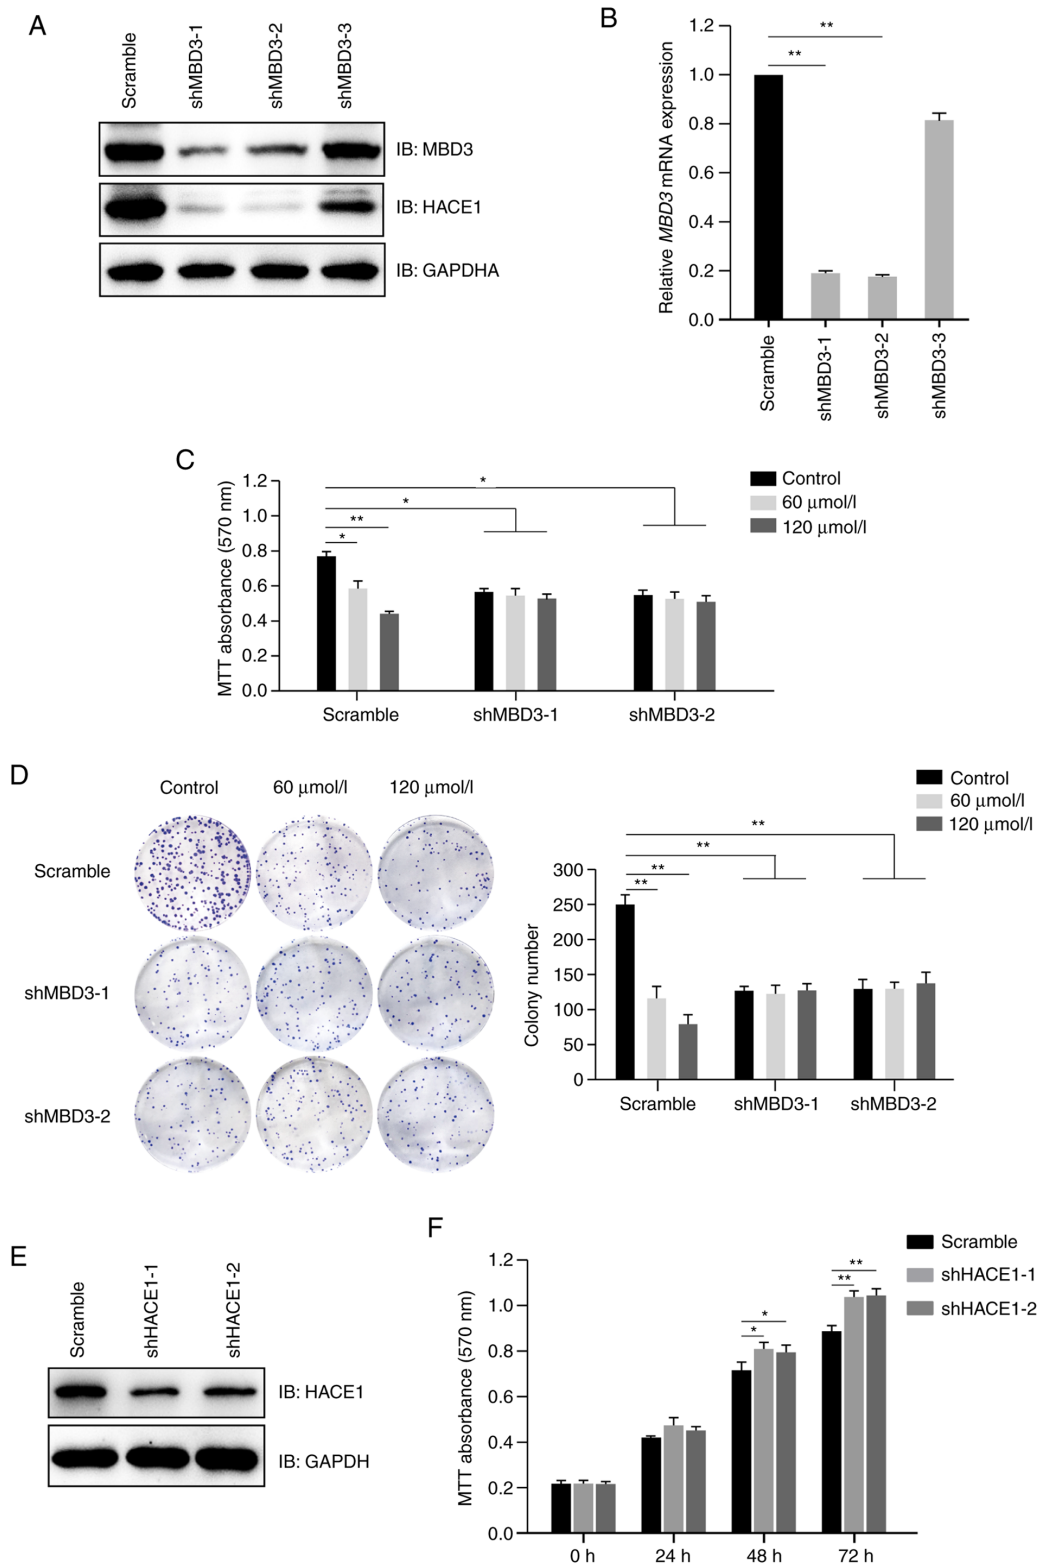 A
Scramble
shMBD3-1
shMBD3-2
shMBD3-3
IB: MBD3
IB: HACE1
IB: GAPDHA
B
Relative MBD3 mRNA expression
1.2
1.0
0.8
0.6
0.4
0.2
0.0
**
**
Scramble
shMBD3-1
shMBD3-2
shMBD3-3
C
MTT absorbance (570 nm)
1.2
1.0
0.8
0.6
0.4
0.2
0.0
*
*
**
*
Control
60 μmol/l
120 μmol/l
Scramble
shMBD3-1
shMBD3-2
D
Control
60 μmol/l
120 μmol/l
Scramble
shMBD3-1
shMBD3-2
Control
60 μmol/l
120 μmol/l
Colony number
300
250
200
150
100
50
0
**
**
**
**
Scramble
shMBD3-1
shMBD3-2
E
Scramble
shHACE1-1
shHACE1-2
IB: HACE1
IB: GAPDH
F
Scramble
shHACE1-1
shHACE1-2
MTT absorbance (570 nm)
1.2
1.0
0.8
0.6
0.4
0.2
0.0
*
*
**
**
0 h
24 h
48 h
72 h